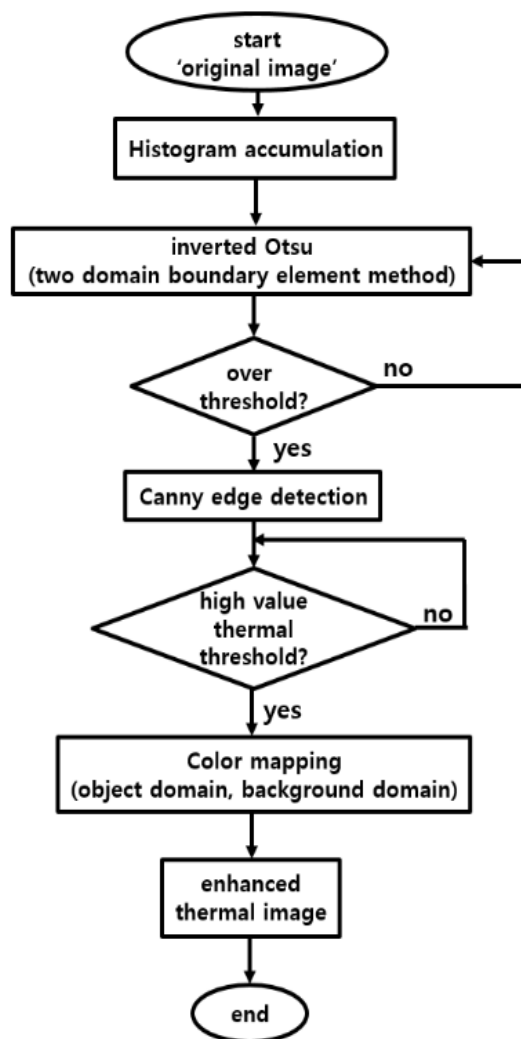 start
'original image'
Histogram accumulation
inverted Otsu
(two domain boundary element method)
over
threshold?
no
yes
Canny edge detection
high value
thermal
threshold?
no
yes
Color mapping
(object domain, background domain)
enhanced
thermal image
end